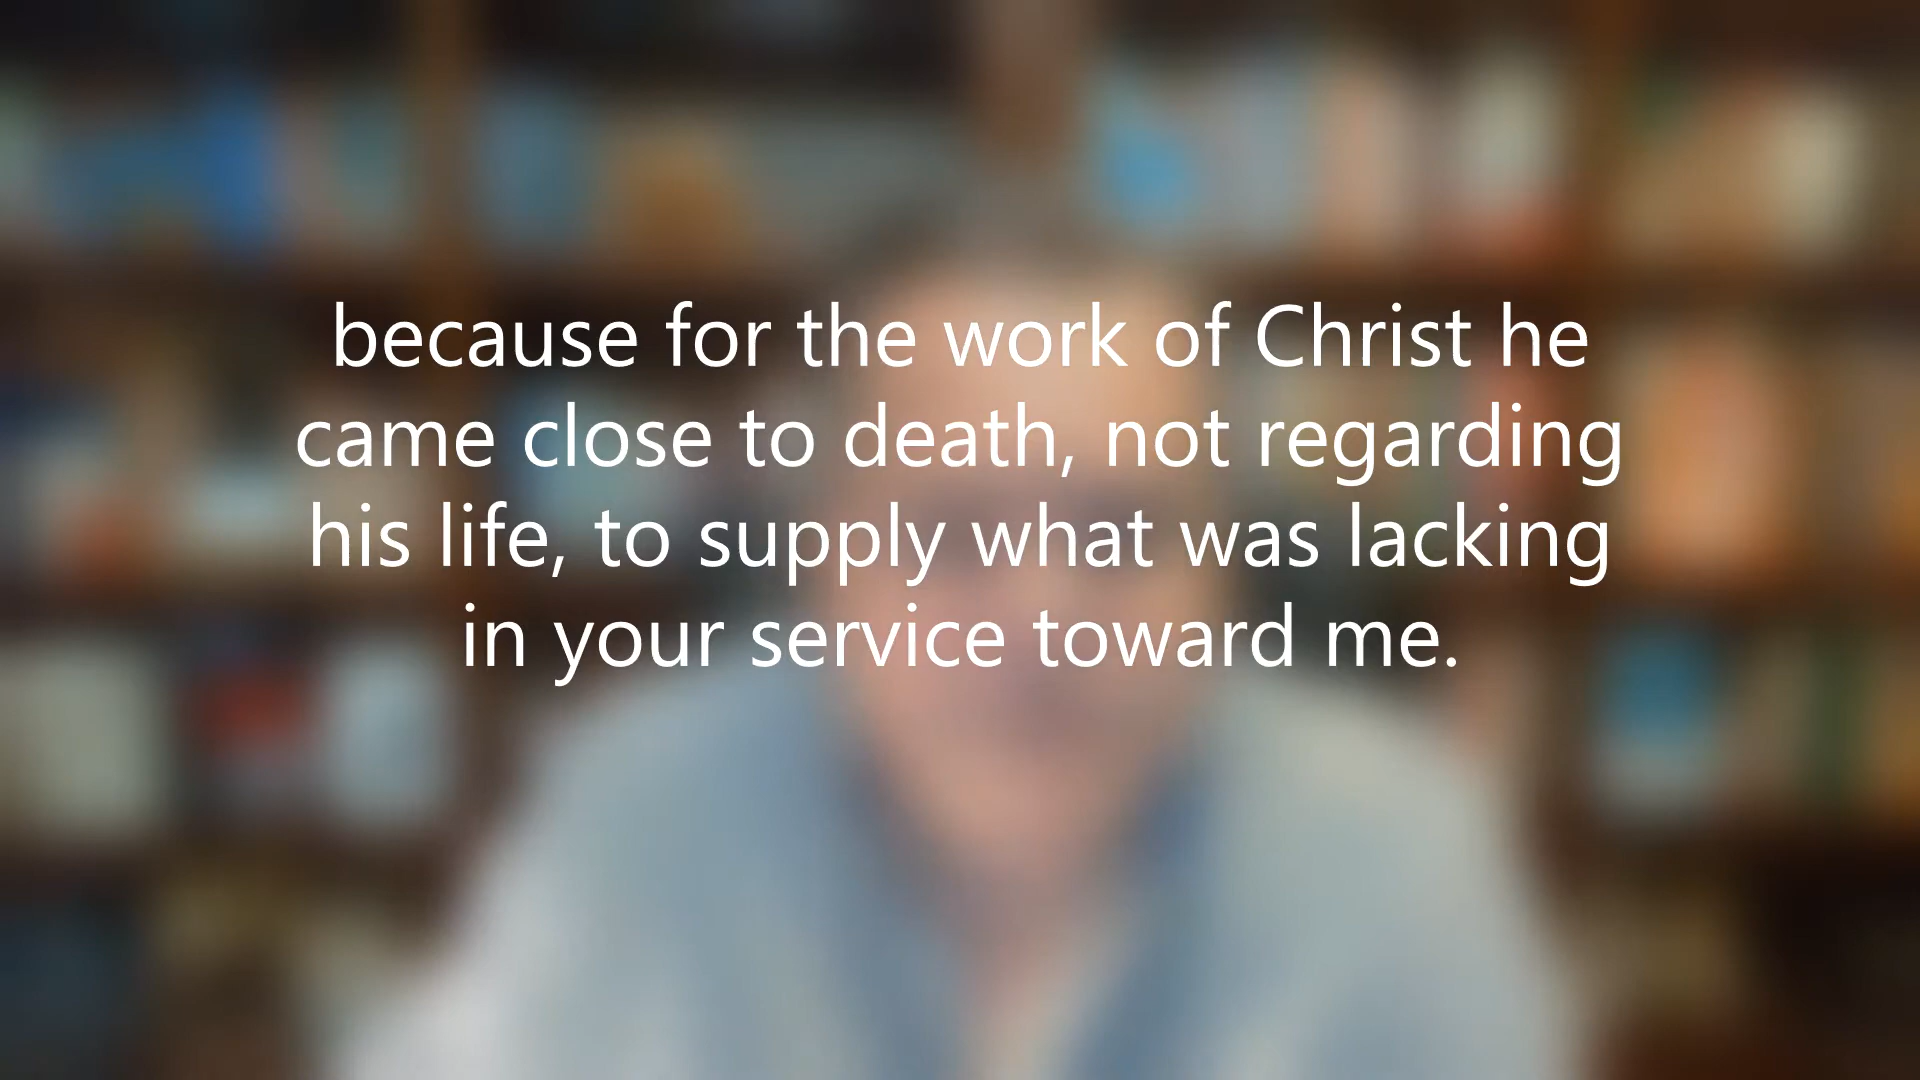 because for the work of Christ he
came close to death, not regarding
his life, to supply what was lacking
in your service toward me.